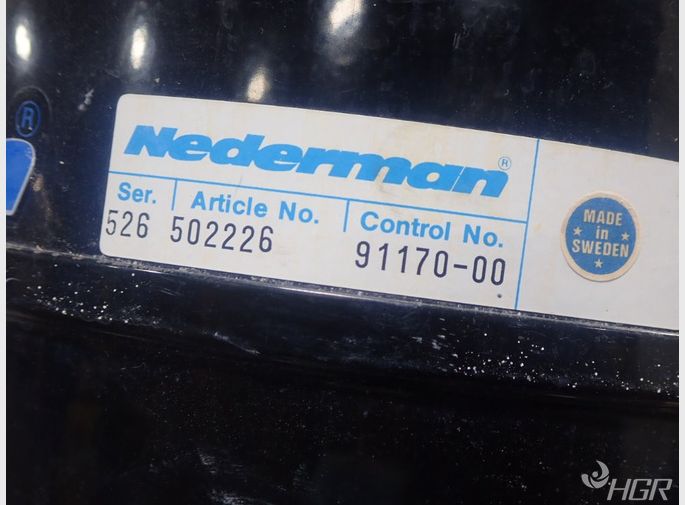 ®
Nederman®
Ser. Article No. Control No.
526 502226 91170-00
MADE
in
SWEDEN
HGR